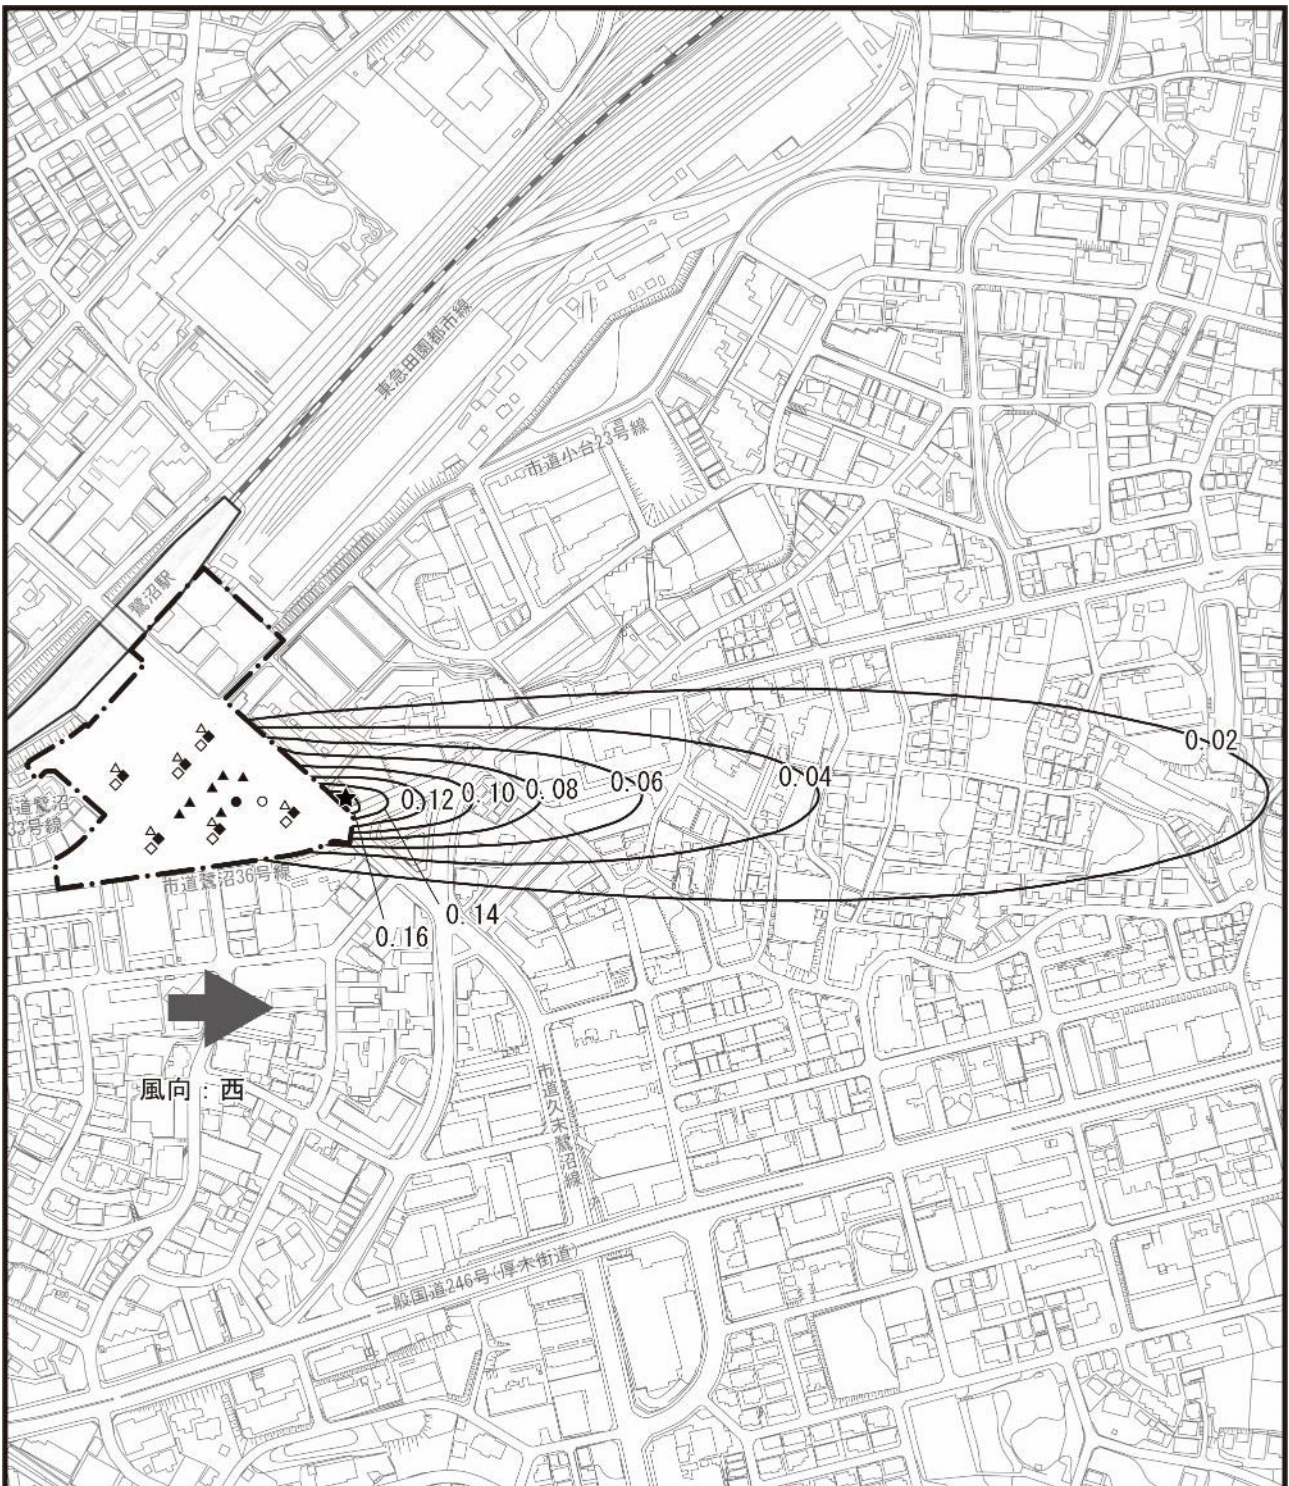 東急田園都市線
市道小台23号線
鷺沼駅
0.02
0.04
0.06
0.08
0.10
0.12
市道鷺沼
33号線
市道鷺沼36号線
0.14
0.16
風向：西
市道久末鷺沼線
一般国道246号(厚木街道)